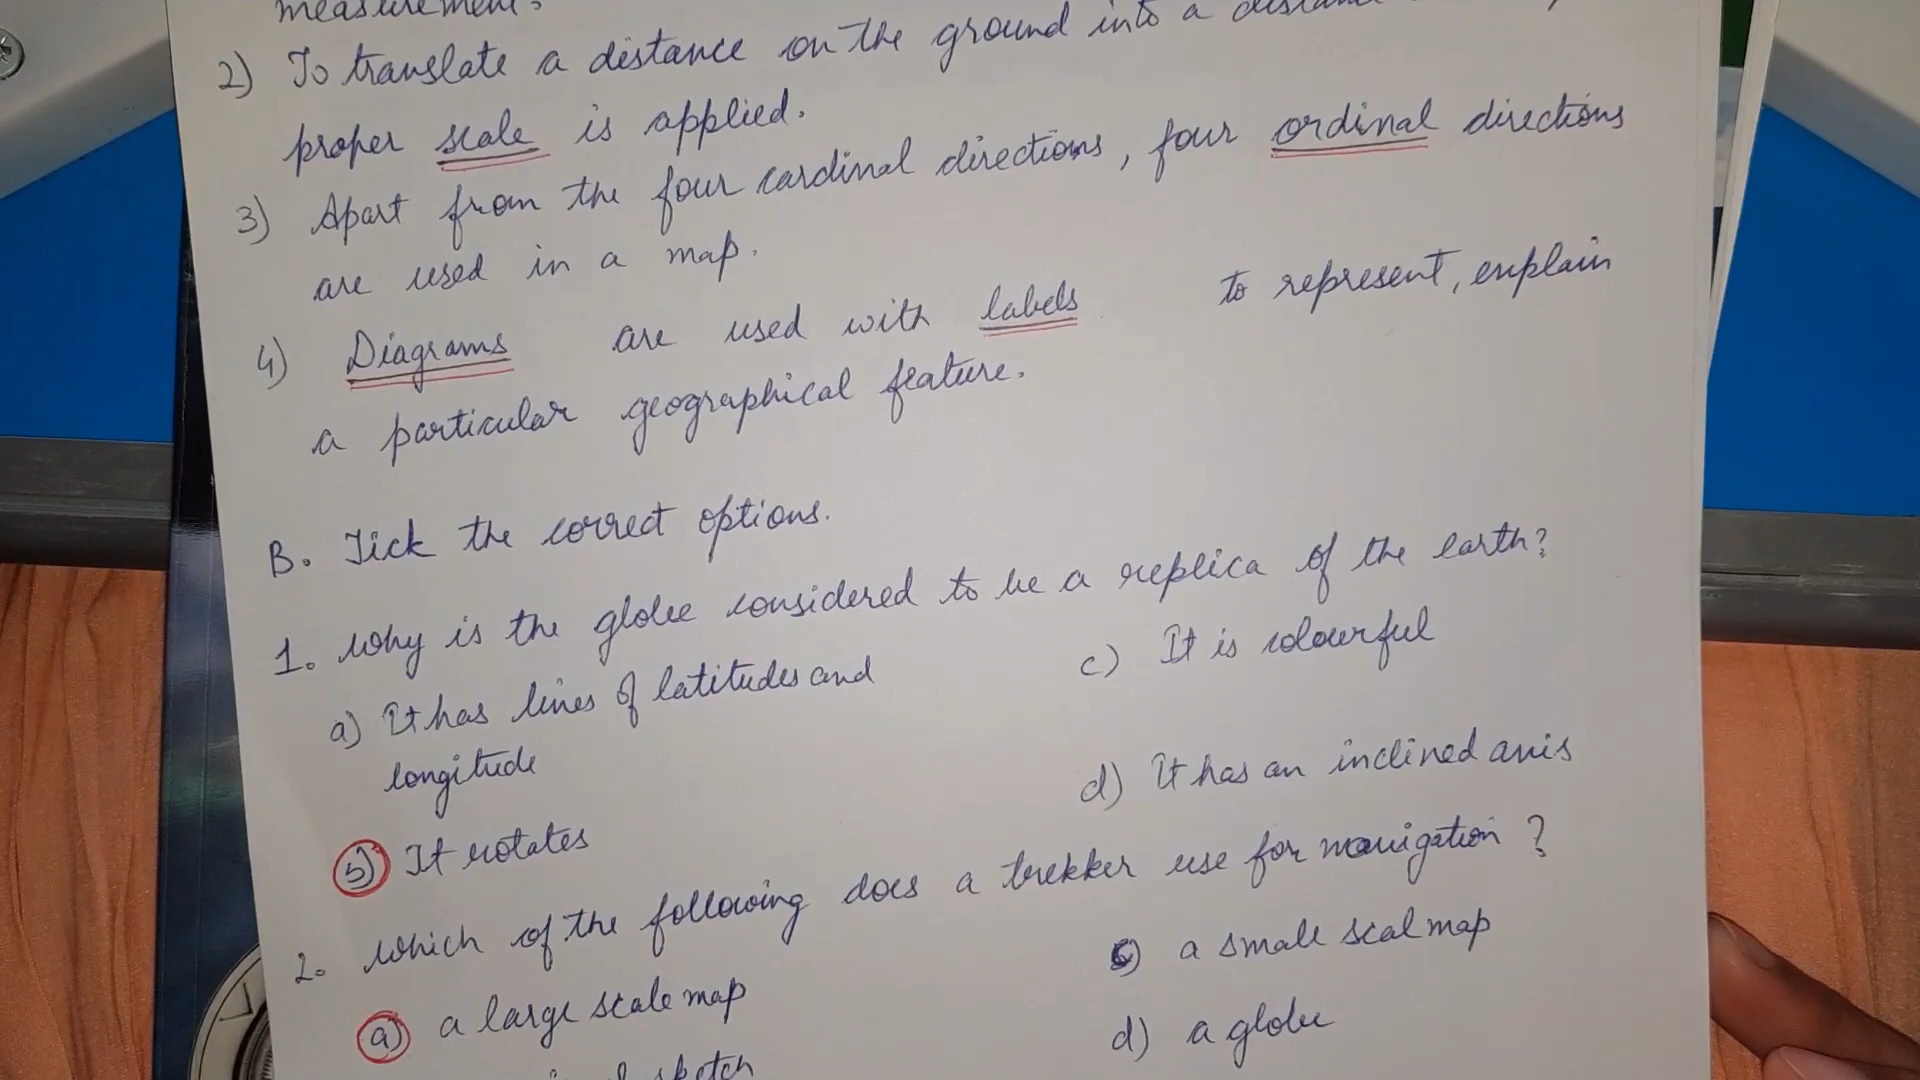 measurement.
2) To translate a distance on the ground into a
proper scale is applied.
3) Apart from the four cardinal directions, four ordinal directions
are used in a map.
4) Diagrams are used with labels to represent, explain
a particular geographical feature.
B. Tick the correct options.
1. Why is the globe considered to be a replica of the earth?
a) It has lines of latitudes and
longitude
c) It is colourful
b) It rotates
d) It has an inclined axis
2. Which of the following does a trekker use for navigation ?
a) a large scale map
c) a small scal map
sketch
d) a globe